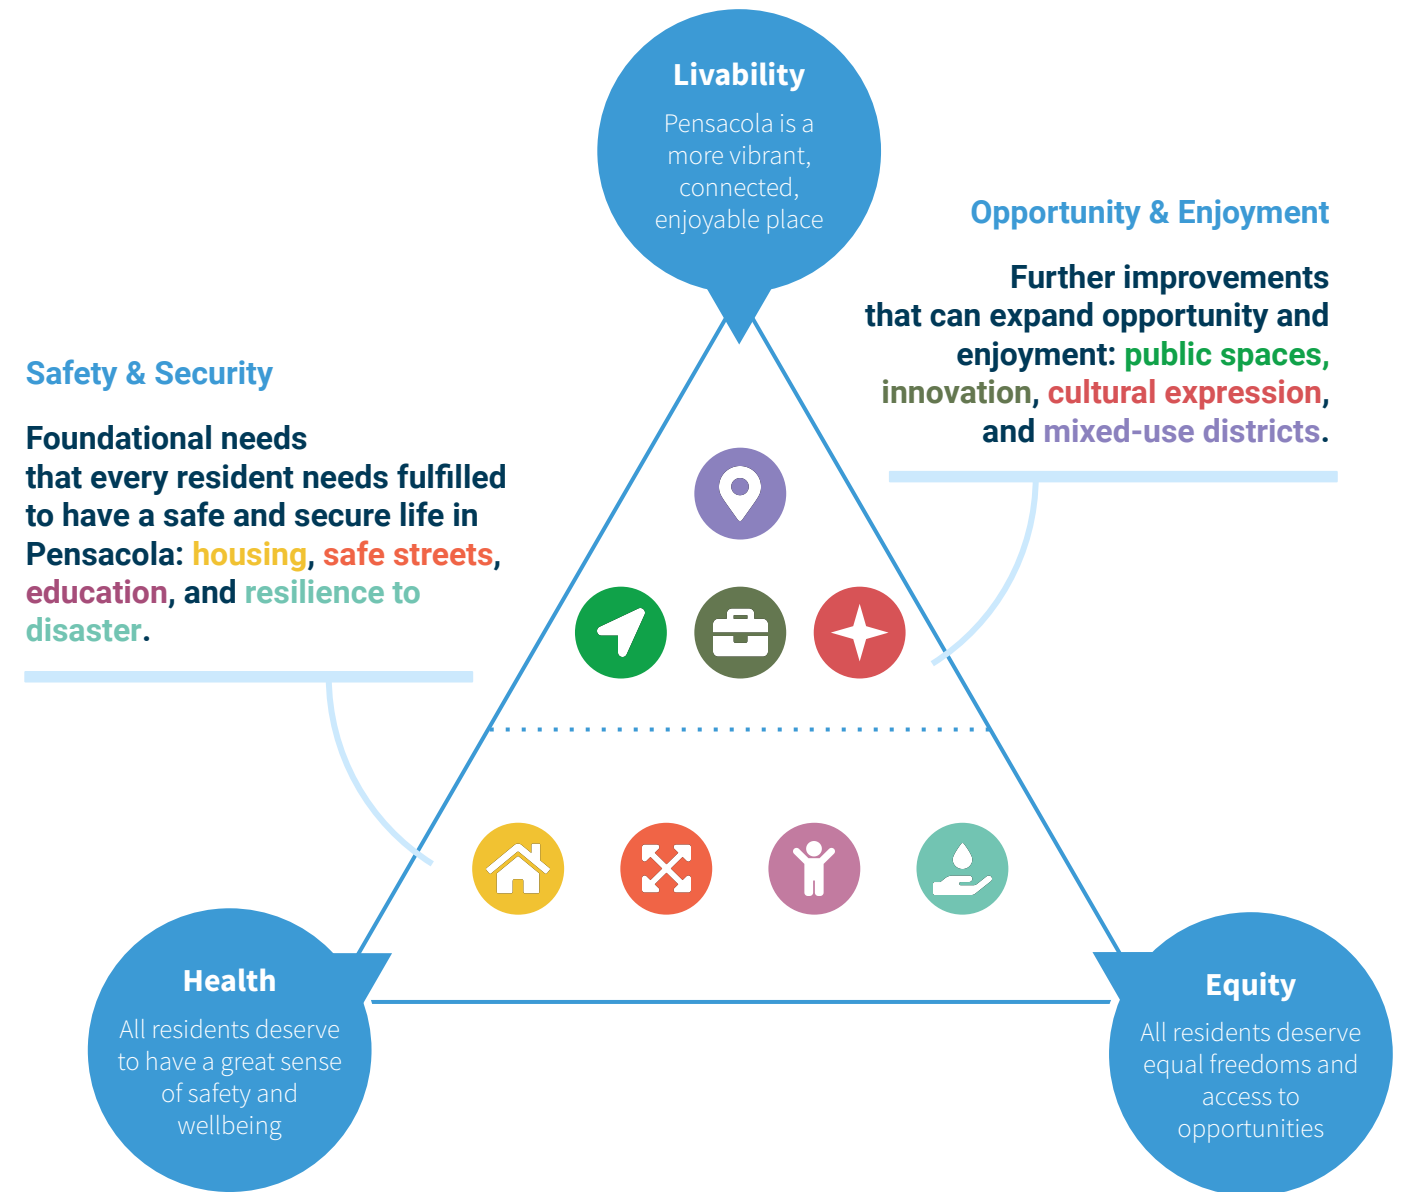 Livability
Pensacola is a
more vibrant,
connected,
enjoyable place
Opportunity & Enjoyment
Further improvements
that can expand opportunity and
enjoyment: public spaces,
innovation, cultural expression,
and mixed-use districts.
Safety & Security
Foundational needs
that every resident needs fulfilled
to have a safe and secure life in
Pensacola: housing, safe streets,
education, and resilience to
disaster.
Health
All residents deserve
to have a great sense
of safety and
wellbeing
Equity
All residents deserve
equal freedoms and
access to
opportunities